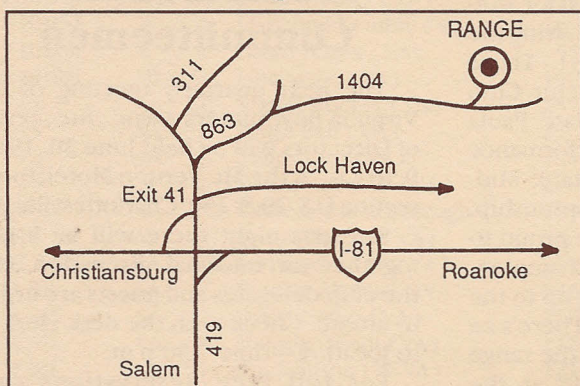 RANGE
311
1404
863
Lock Haven
Exit 41
I-81
Christiansburg
Roanoke
419
Salem